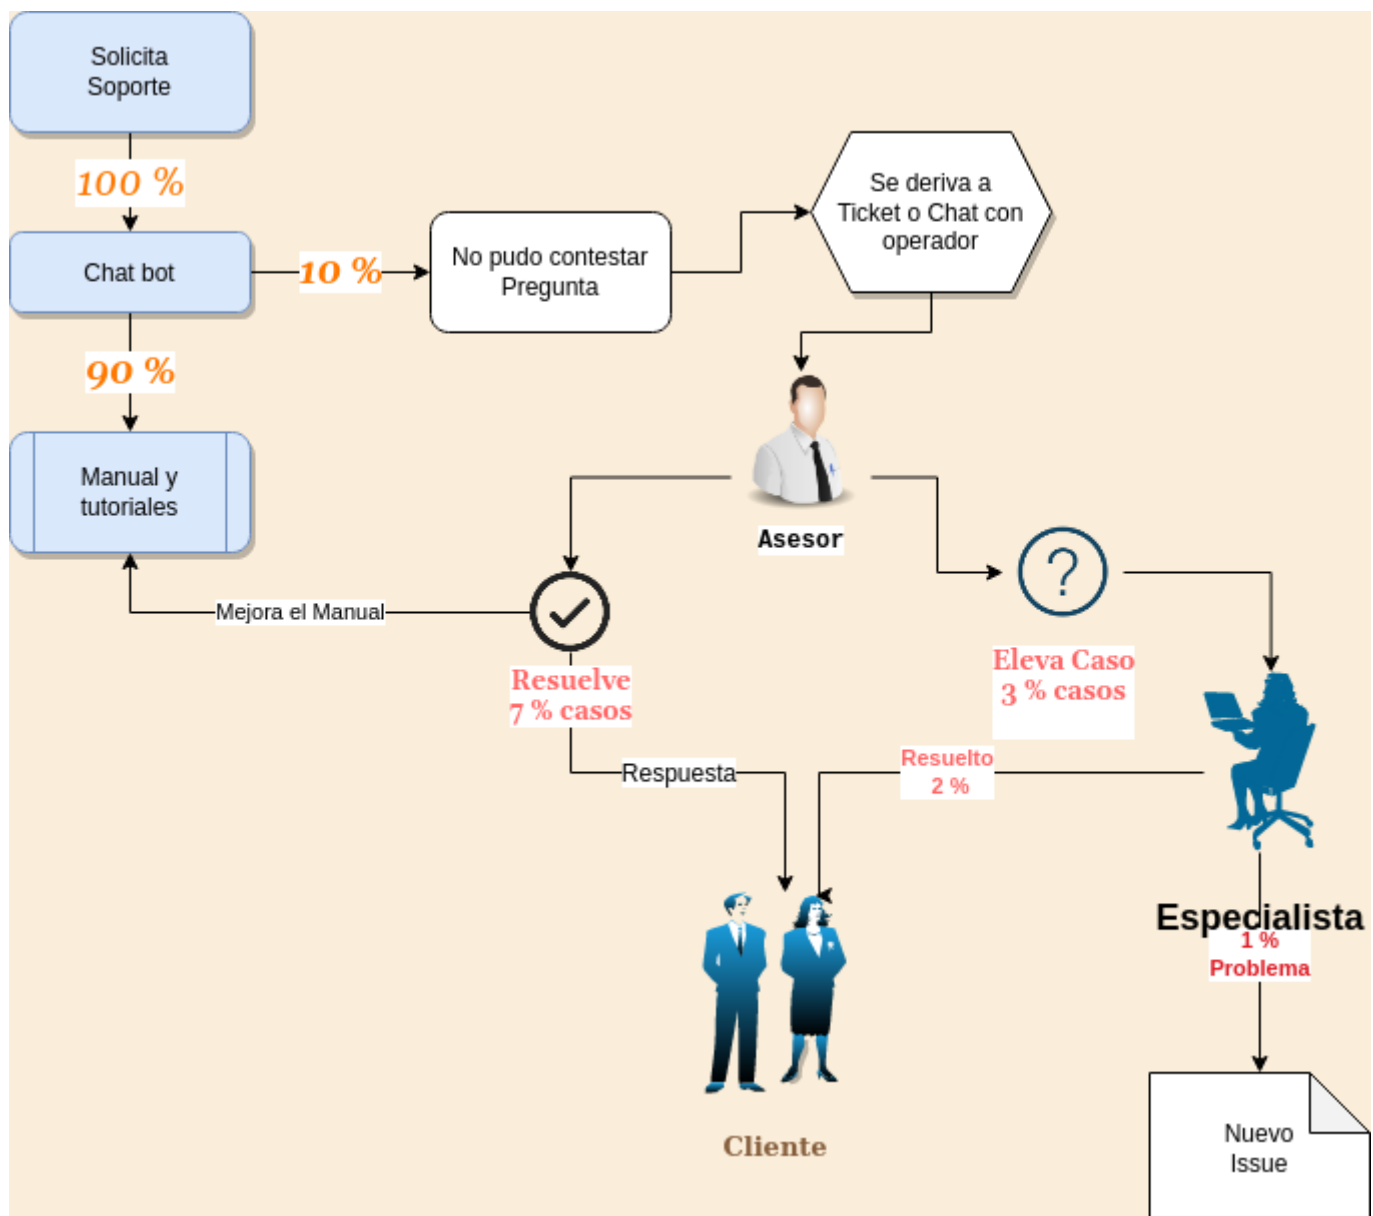 Solicita
Soporte
100 %
Chat bot
10 %
No pudo contestar
Pregunta
Se deriva a
Ticket o Chat con
operador
90 %
Manual y
tutoriales
Asesor
Mejora el Manual
Resuelve
7 % casos
Eleva Caso
3 % casos
Respuesta
Resuelto
2 %
Especialista
1 %
Problema
Cliente
Nuevo
Issue